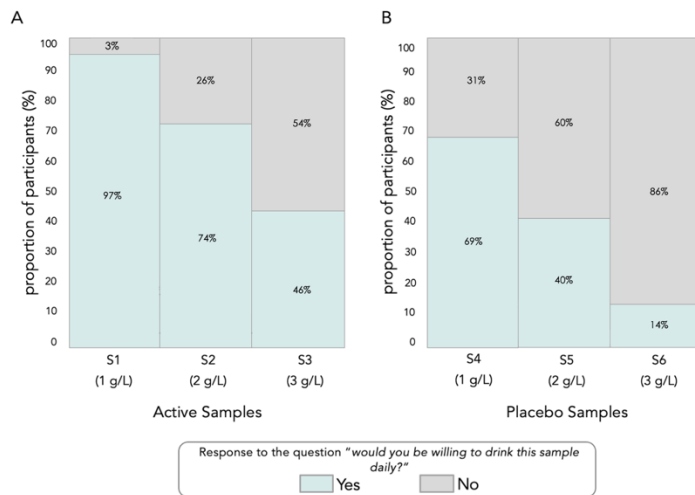 A
proportion of participants (%)
100
90
80
70
60
50
40
30
20
10
0
3%
97%
26%
74%
54%
46%
S1
(1 g/L)
S2
(2 g/L)
S3
(3 g/L)
Active Samples
B
proportion of participants (%)
100
90
80
70
60
50
40
30
20
10
0
31%
69%
60%
40%
86%
14%
S4
(1 g/L)
S5
(2 g/L)
S6
(3 g/L)
Placebo Samples
Response to the question "would you be willing to drink this sample
daily?"
Yes
No